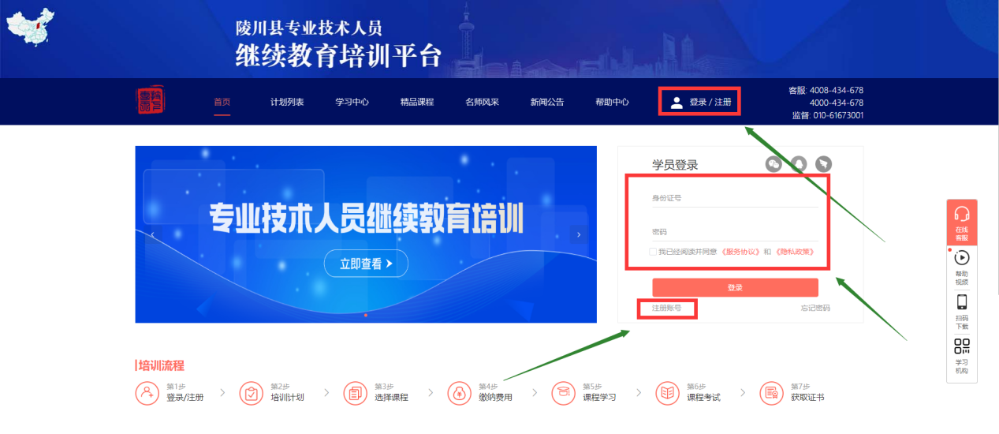 陵川县专业技术人员
继续教育培训平台
首页 计划列表 学习中心 精品课程 名师风采 新闻公告 帮助中心 登录 / 注册
客服: 4008-434-678
4000-434-678
监督: 010-61673001
专业技术人员继续教育培训
立即查看
学员登录
身份证号
密码
我已经阅读并同意 《服务协议》 和 《隐私政策》
登录
注册账号 忘记密码
在线
客服
帮助
视频
扫码
下载
学习
机构
培训流程
第1步
登录/注册
第2步
培训计划
第3步
选择课程
第4步
缴纳费用
第5步
课程学习
第6步
课程考试
第7步
获取证书